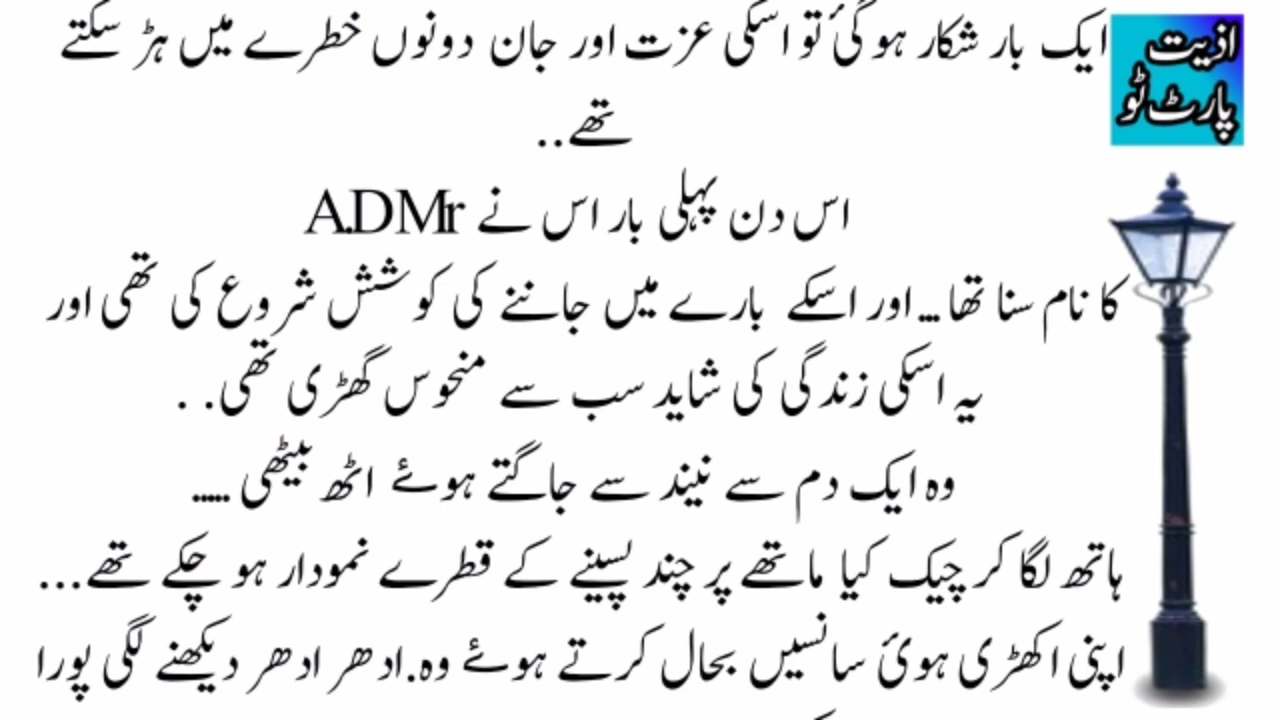 ایک بار شکار ہو گئ تو اسکی عزت اور جان دونوں خطرے میں ہڑ سکتے
تھے..
اس دن پہلی بار اس نے A.D Mr
کا نام سنا تھا... اور اسکے بارے میں جاننے کی کوشش شروع کی تھی اور
یہ اسکی زندگی کی شاید سب سے منحوس گھڑی تھی. .
وہ ایک دم سے نیند سے جاگتے ہوئے اٹھ بیٹھی .....
ہاتھ لگا کر چیک کیا ماتھے پر چند پسینے کے قطرے نمودار ہو چکے تھے...
اپنی اکھڑی ہوئ سانسیں بحال کرتے ہوئے وہ.ادھر ادھر دیکھنے لگی پورا
اذیت
پارٹ ٹو